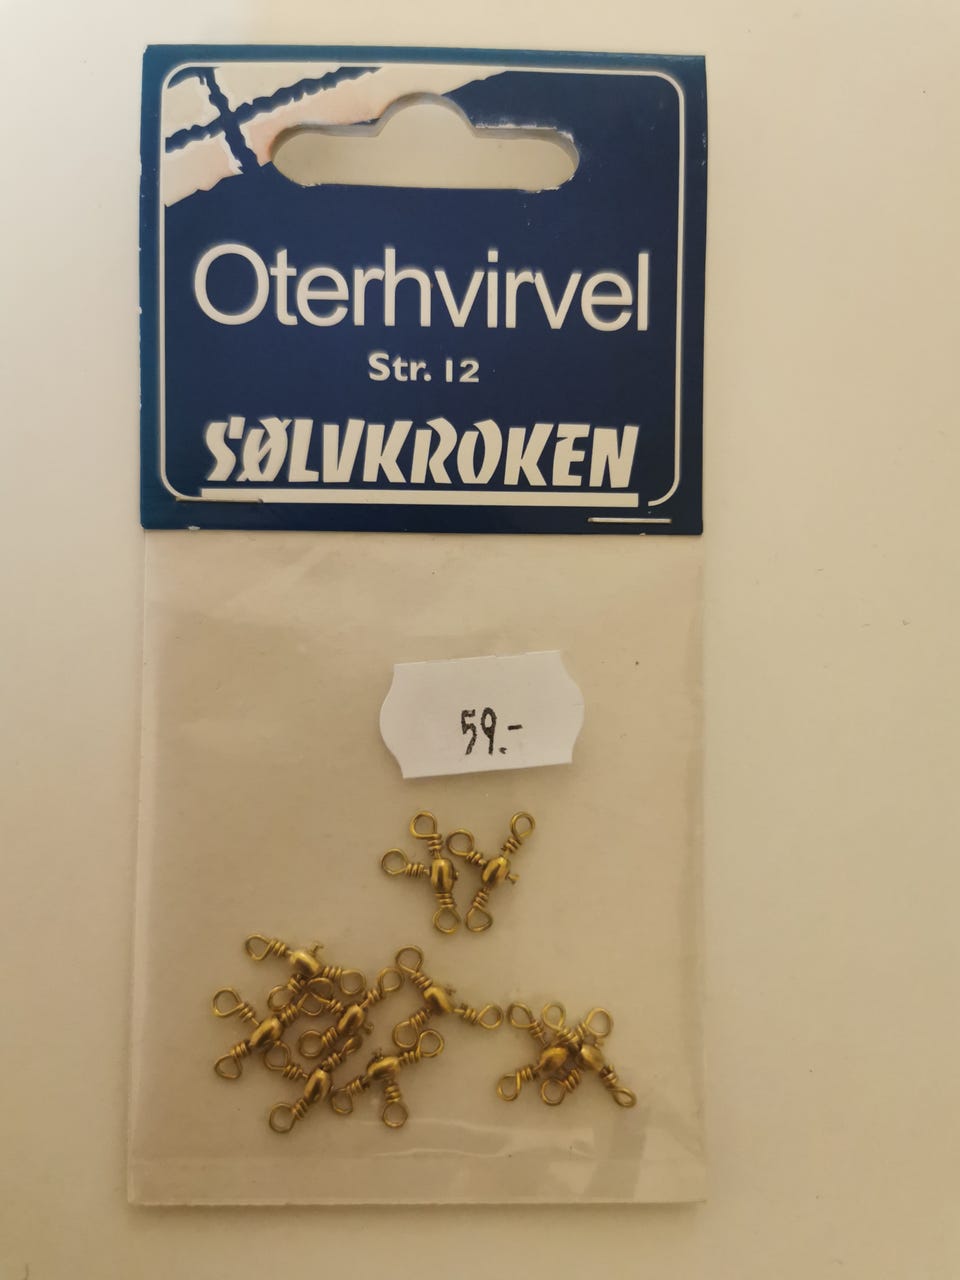 Oterhvirvel
Str. 12
SØLVKROKEN
59.-